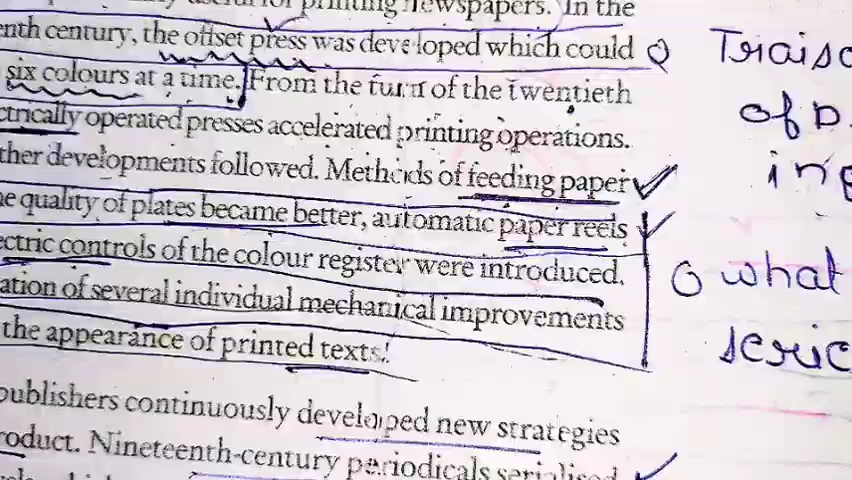 printing newspapers. In the
nth century, the offset press was developed which could
six colours at a time. From the turn of the twentieth
ctrically operated presses accelerated printing operations.
ther developments followed. Methods of feeding paper
e quality of plates became better, automatic paper reels
ectric controls of the colour register were introduced.
ation of several individual mechanical improvements
the appearance of printed texts.
publishers continuously developed new strategies
roduct. Nineteenth-century periodicals serialised
of
what